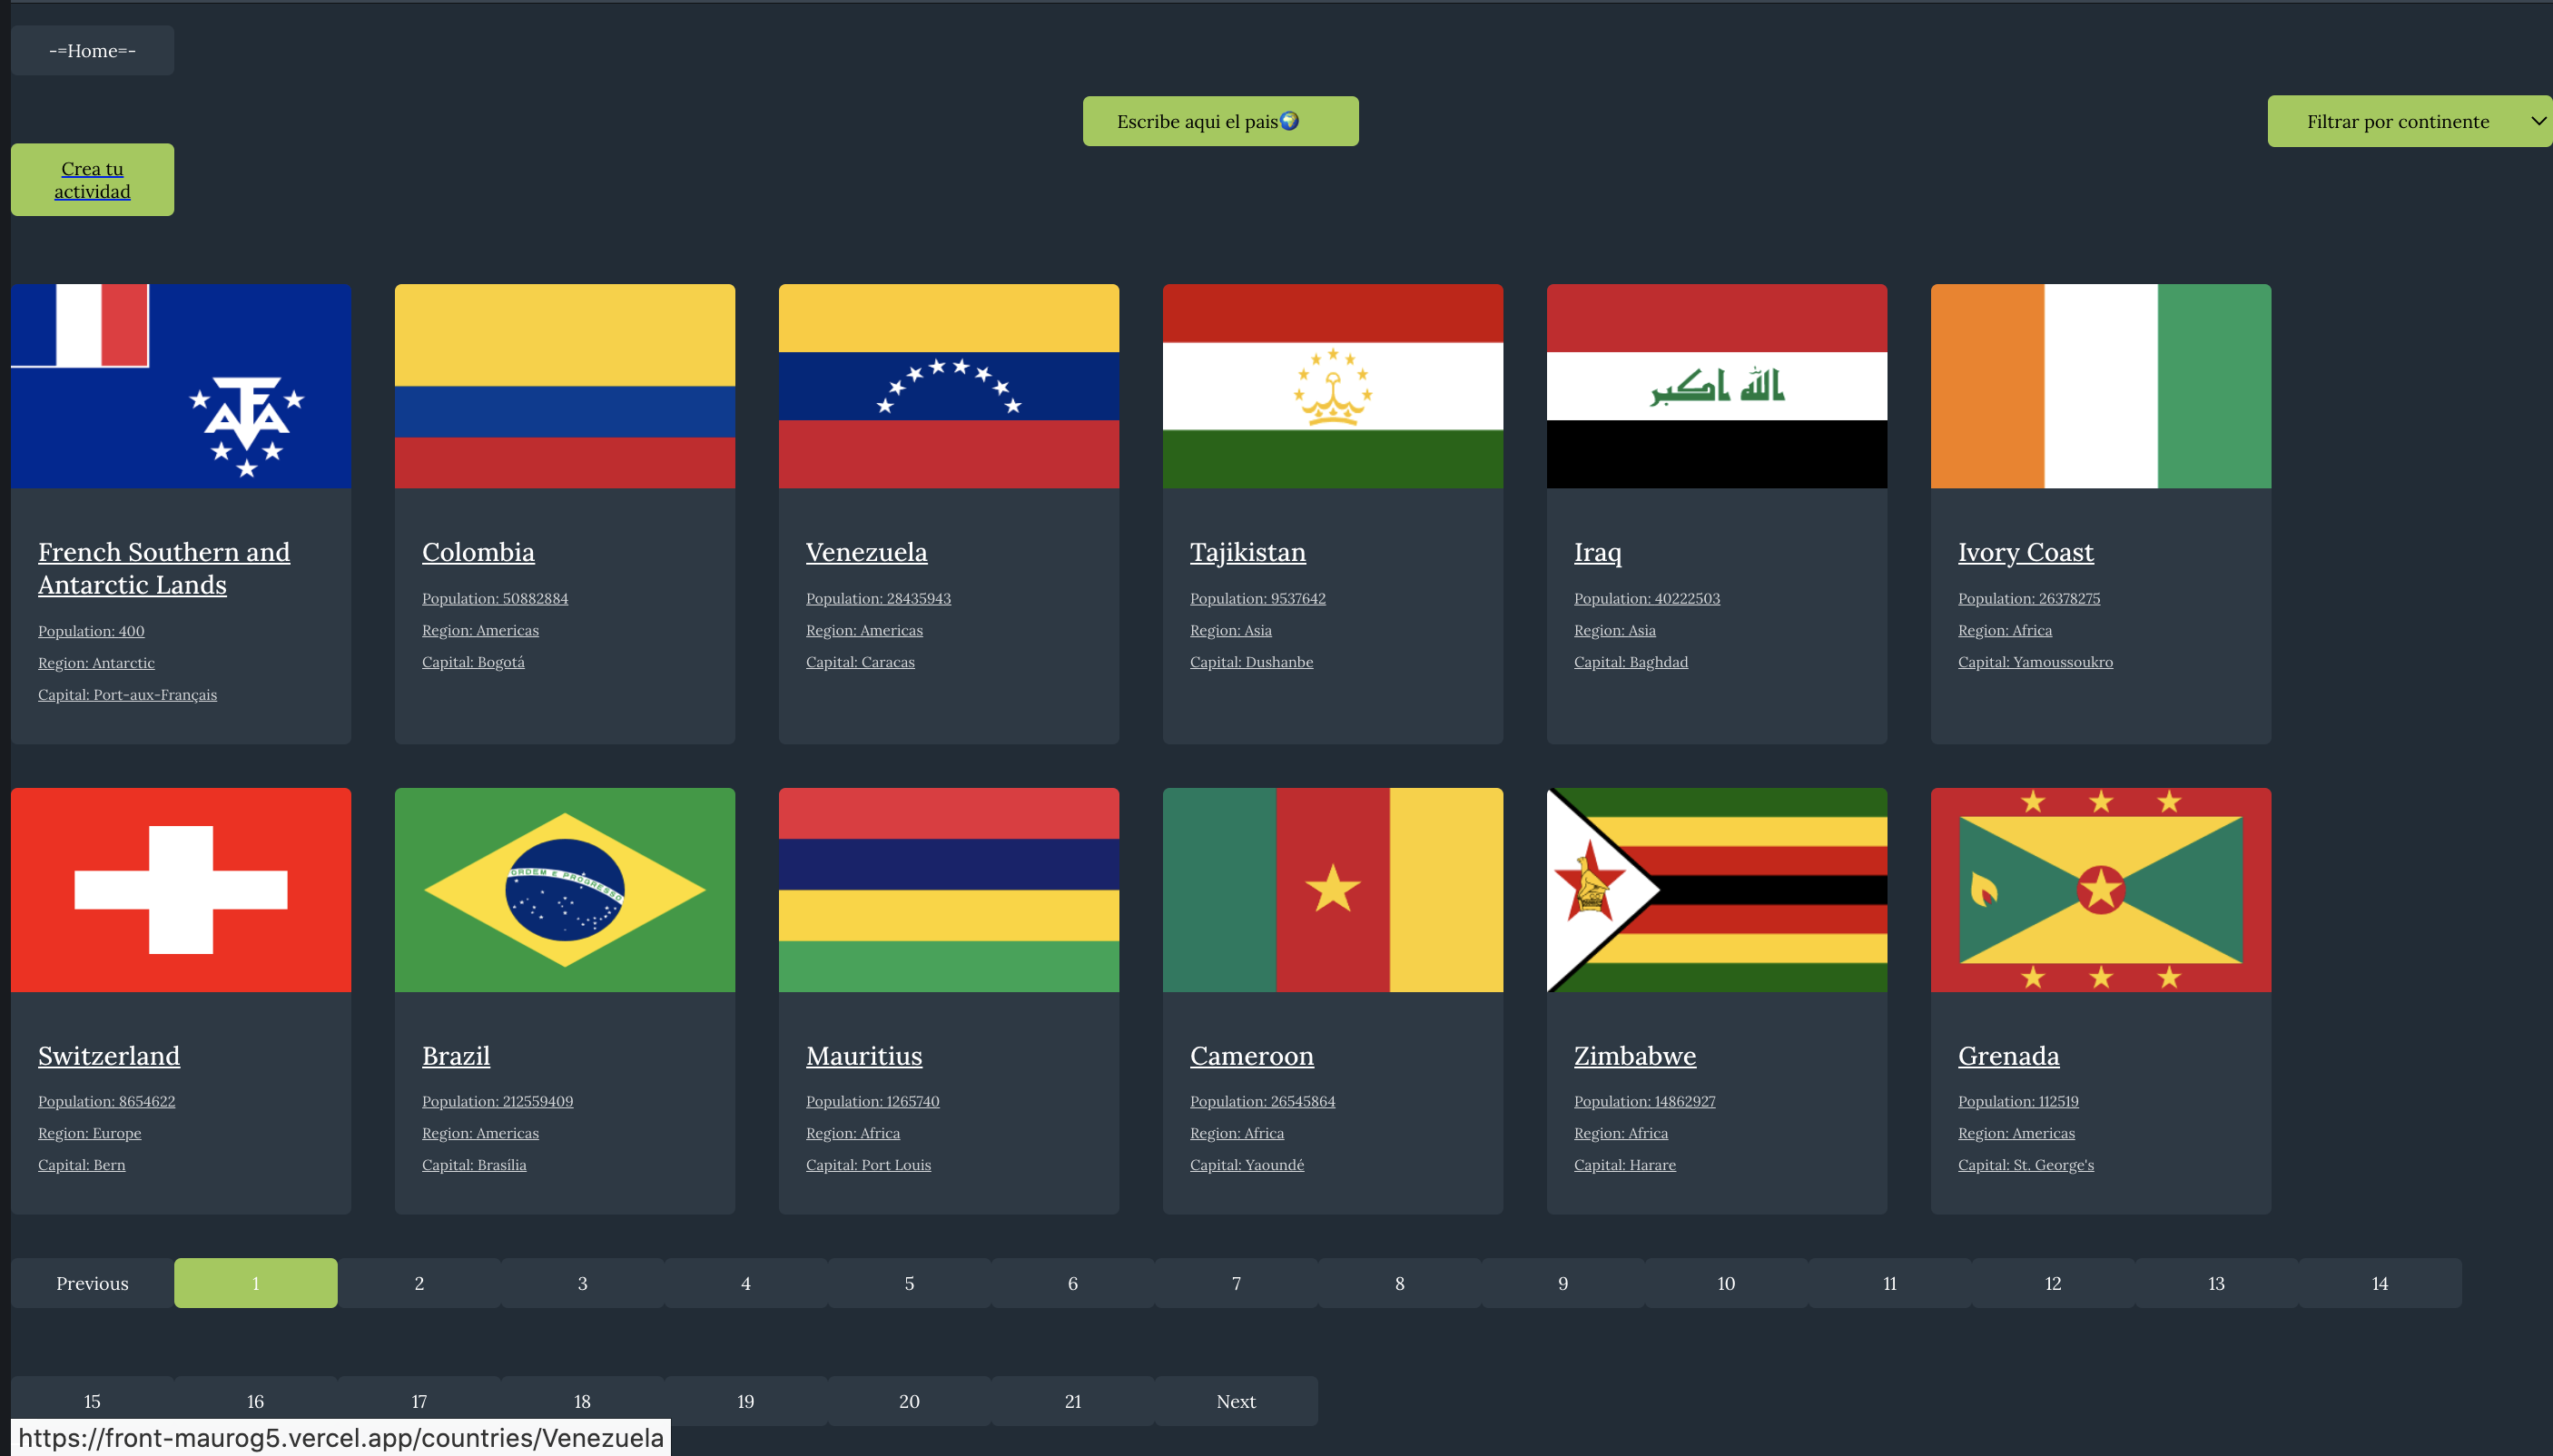 -=Home=-
Escribe aqui el pais🌍
Filtrar por continente
Crea tu
actividad
French Southern and
Antarctic Lands
Population: 400
Region: Antarctic
Capital: Port-aux-Français
Colombia
Population: 50882884
Region: Americas
Capital: Bogotá
Venezuela
Population: 28435943
Region: Americas
Capital: Caracas
Tajikistan
Population: 9537642
Region: Asia
Capital: Dushanbe
الله اكبر
Iraq
Population: 40222503
Region: Asia
Capital: Baghdad
Ivory Coast
Population: 26378275
Region: Africa
Capital: Yamoussoukro
Switzerland
Population: 8654622
Region: Europe
Capital: Bern
ORDEM E PROGRESSO
Brazil
Population: 212559409
Region: Americas
Capital: Brasília
Mauritius
Population: 1265740
Region: Africa
Capital: Port Louis
Cameroon
Population: 26545864
Region: Africa
Capital: Yaoundé
Zimbabwe
Population: 14862927
Region: Africa
Capital: Harare
Grenada
Population: 112519
Region: Americas
Capital: St. George's
Previous 1 2 3 4 5 6 7 8 9 10 11 12 13 14
15 16 17 18 19 20 21 Next
https://front-maurog5.vercel.app/countries/Venezuela